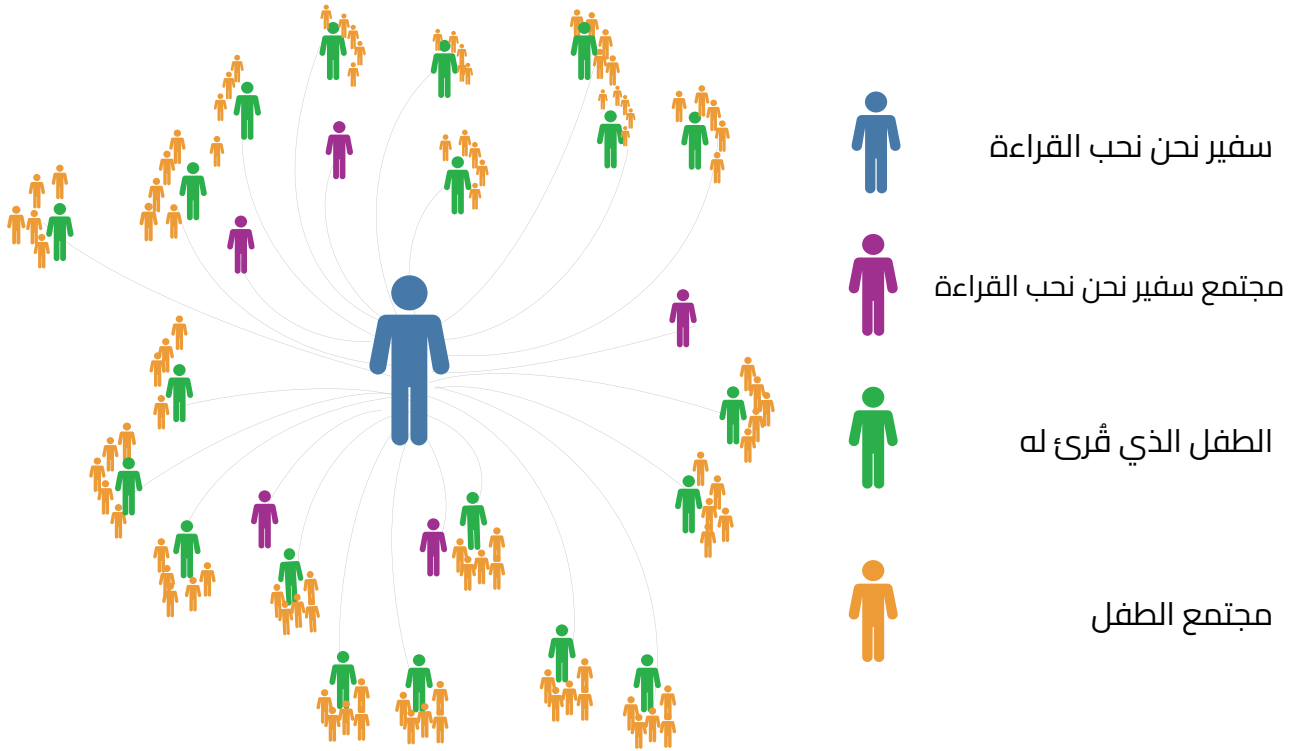 سفير نحن نحب القراءة
مجتمع سفير نحن نحب القراءة
الطفل الذي قُرئ له
مجتمع الطفل